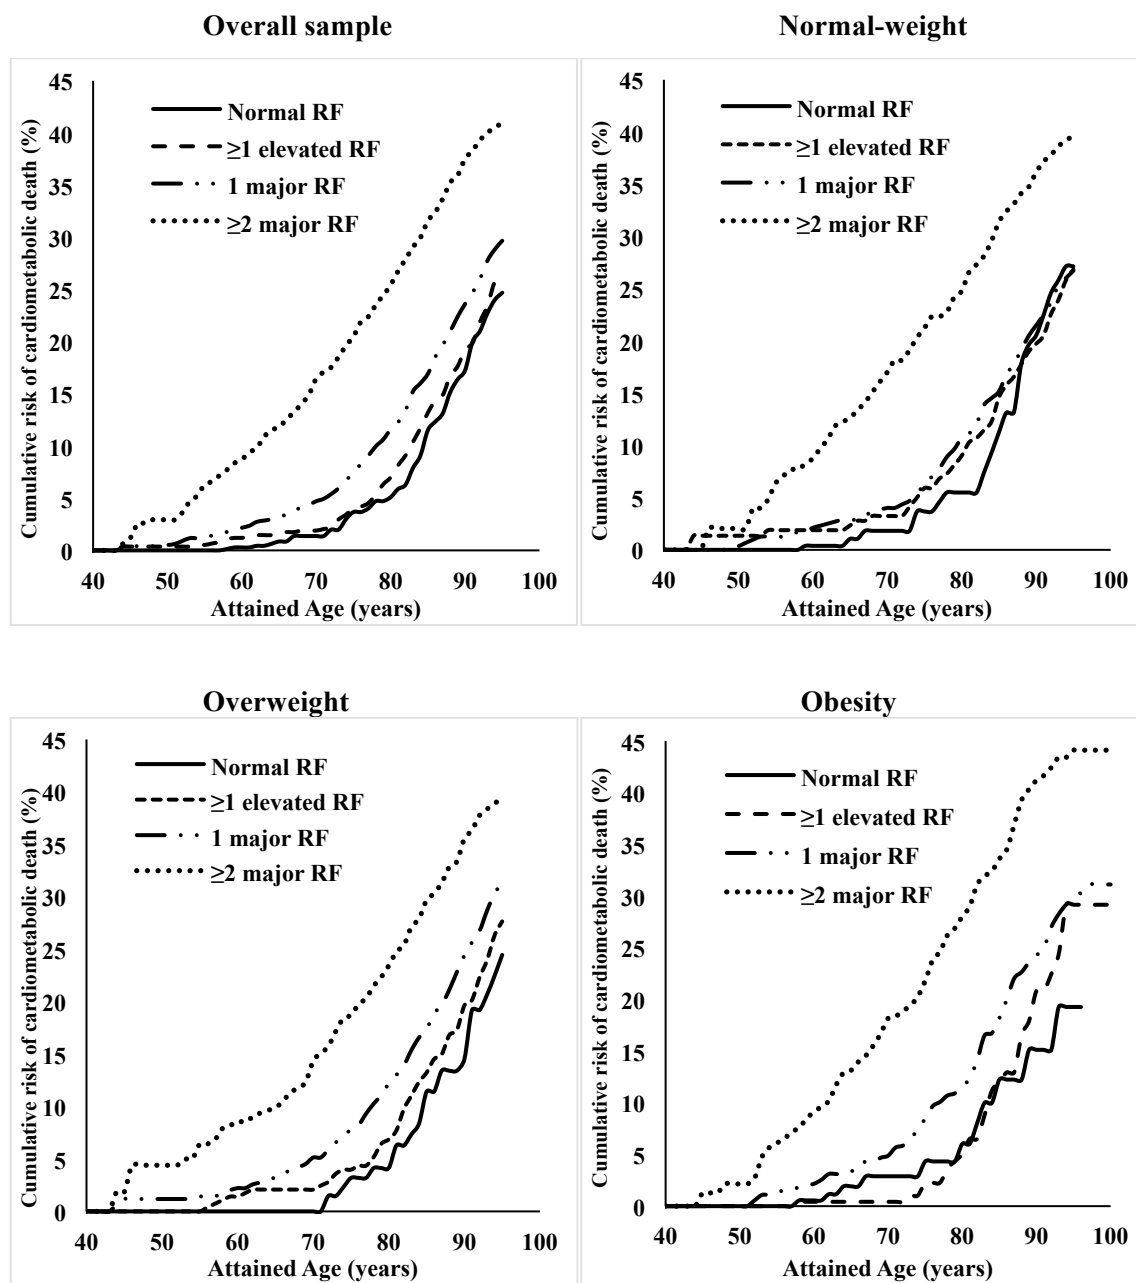 Overall sample
Cumulative risk of cardiometabolic death (%)
45
40
35
30
25
20
15
10
5
0
Normal RF
≥1 elevated RF
1 major RF
≥2 major RF
40 50 60 70 80 90 100
Attained Age (years)
Normal-weight
Cumulative risk of cardiometabolic death (%)
45
40
35
30
25
20
15
10
5
0
Normal RF
≥1 elevated RF
1 major RF
≥2 major RF
40 50 60 70 80 90 100
Attained Age (years)
Overweight
Cumulative risk of cardiometabolic death (%)
45
40
35
30
25
20
15
10
5
0
Normal RF
≥1 elevated RF
1 major RF
≥2 major RF
40 50 60 70 80 90 100
Attained Age (years)
Obesity
Cumulative risk of cardiometabolic death (%)
45
40
35
30
25
20
15
10
5
0
Normal RF
≥1 elevated RF
1 major RF
≥2 major RF
40 50 60 70 80 90 100
Attained Age (years)